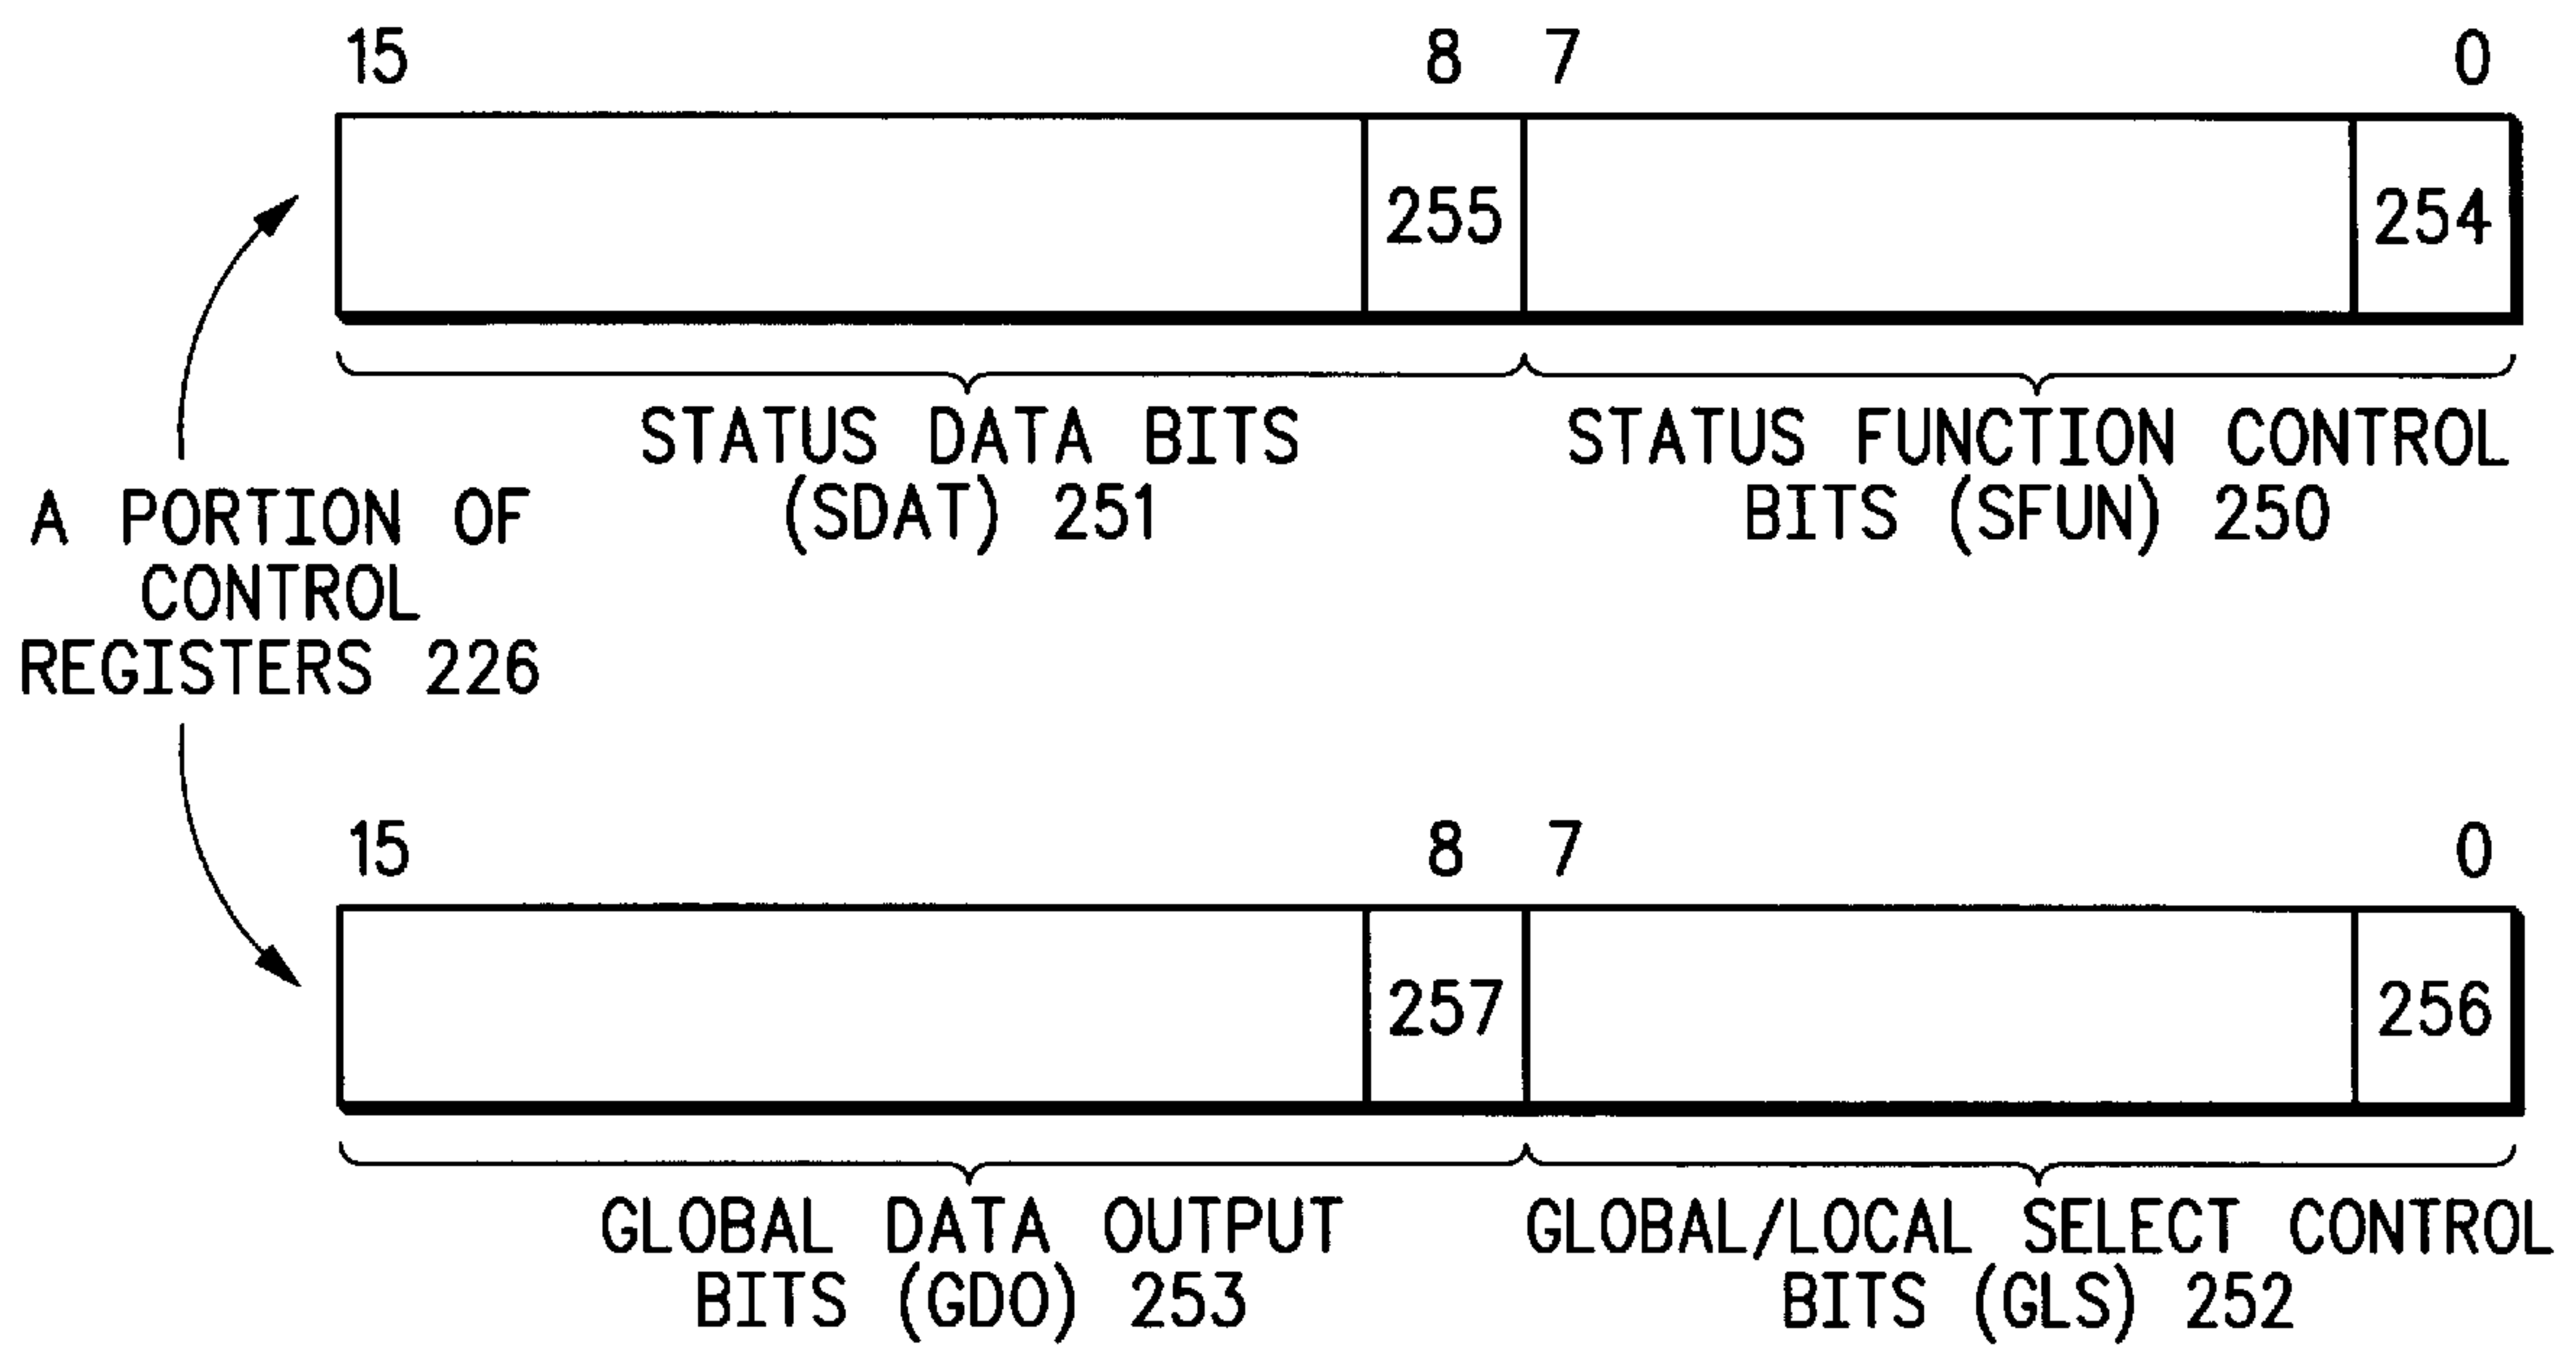 15 8 7 0
255 254
STATUS DATA BITS
(SDAT) 251
STATUS FUNCTION CONTROL
BITS (SFUN) 250
A PORTION OF
CONTROL
REGISTERS 226
15 8 7 0
257 256
GLOBAL DATA OUTPUT
BITS (GDO) 253
GLOBAL/LOCAL SELECT CONTROL
BITS (GLS) 252